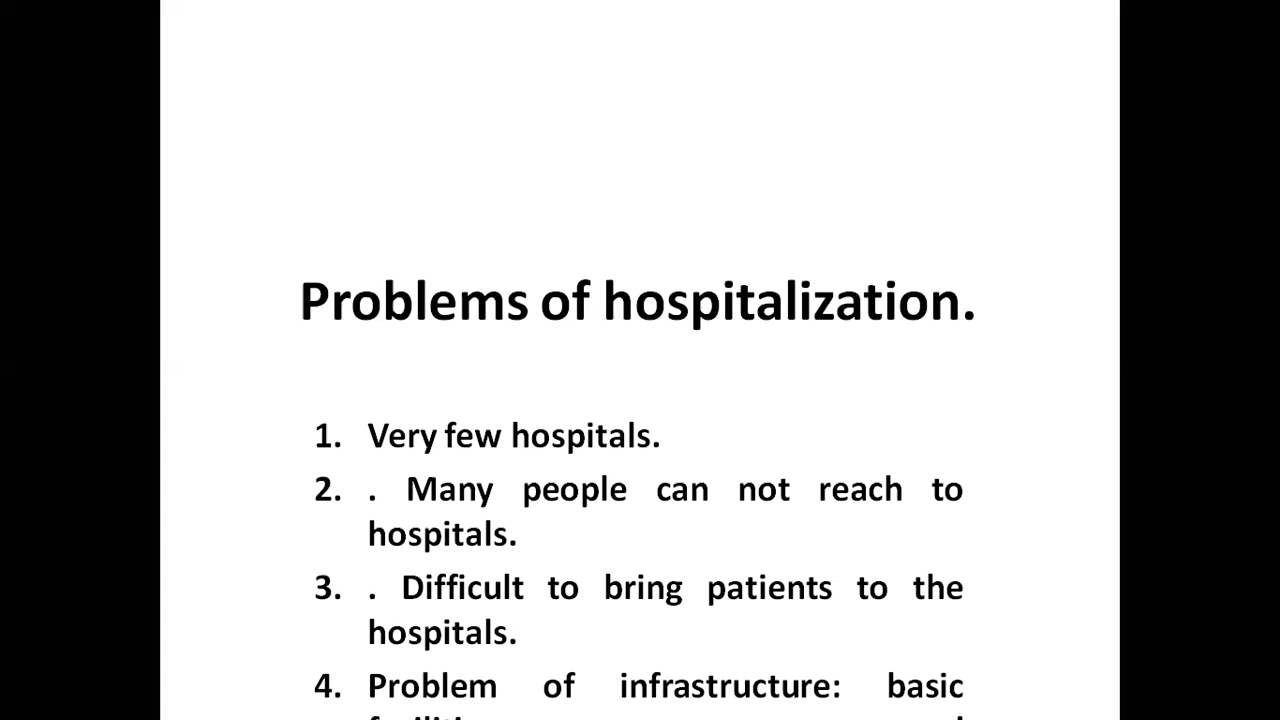 Problems of hospitalization.
1. Very few hospitals.
2. . Many people can not reach to
hospitals.
3. . Difficult to bring patients to the
hospitals.
4. Problem of infrastructure: basic